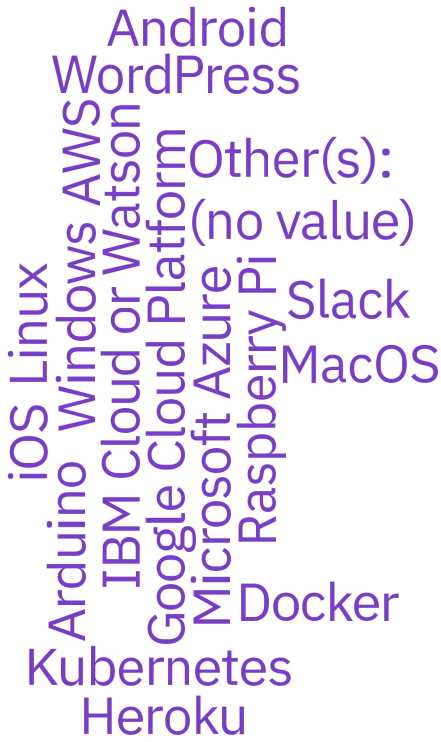 Android
WordPress
AWS
Windows
Linux
iOS
Arduino
IBM Cloud or Watson
Google Cloud Platform
Microsoft Azure
Raspberry Pi
Other(s):
(no value)
Slack
MacOS
Docker
Kubernetes
Heroku